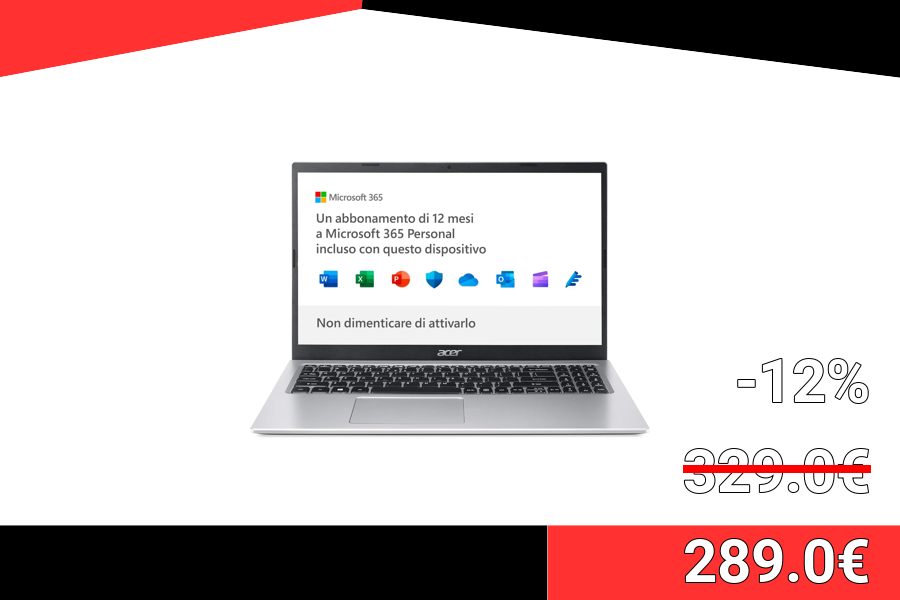 Microsoft 365
Un abbonamento di 12 mesi
a Microsoft 365 Personal
incluso con questo dispositivo
Non dimenticare di attivarlo
acer
-12%
329.0€
289.0€